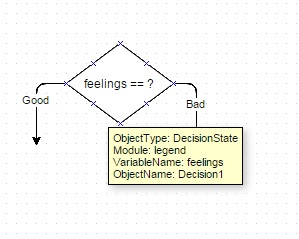 feelings == ?
Good
Bad
ObjectType: DecisionState
Module: legend
VariableName: feelings
ObjectName: Decision1